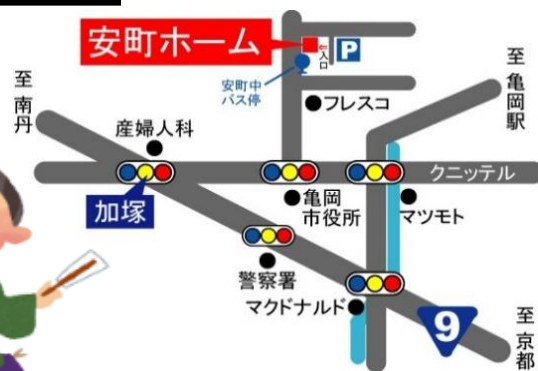 安町ホーム
入口
P
安町中
バス停
フレスコ
至 亀岡駅
至 南丹
産婦人科
クニッテル
加塚
亀岡
市役所
マツモト
警察署
マクドナルド
9
至 京都